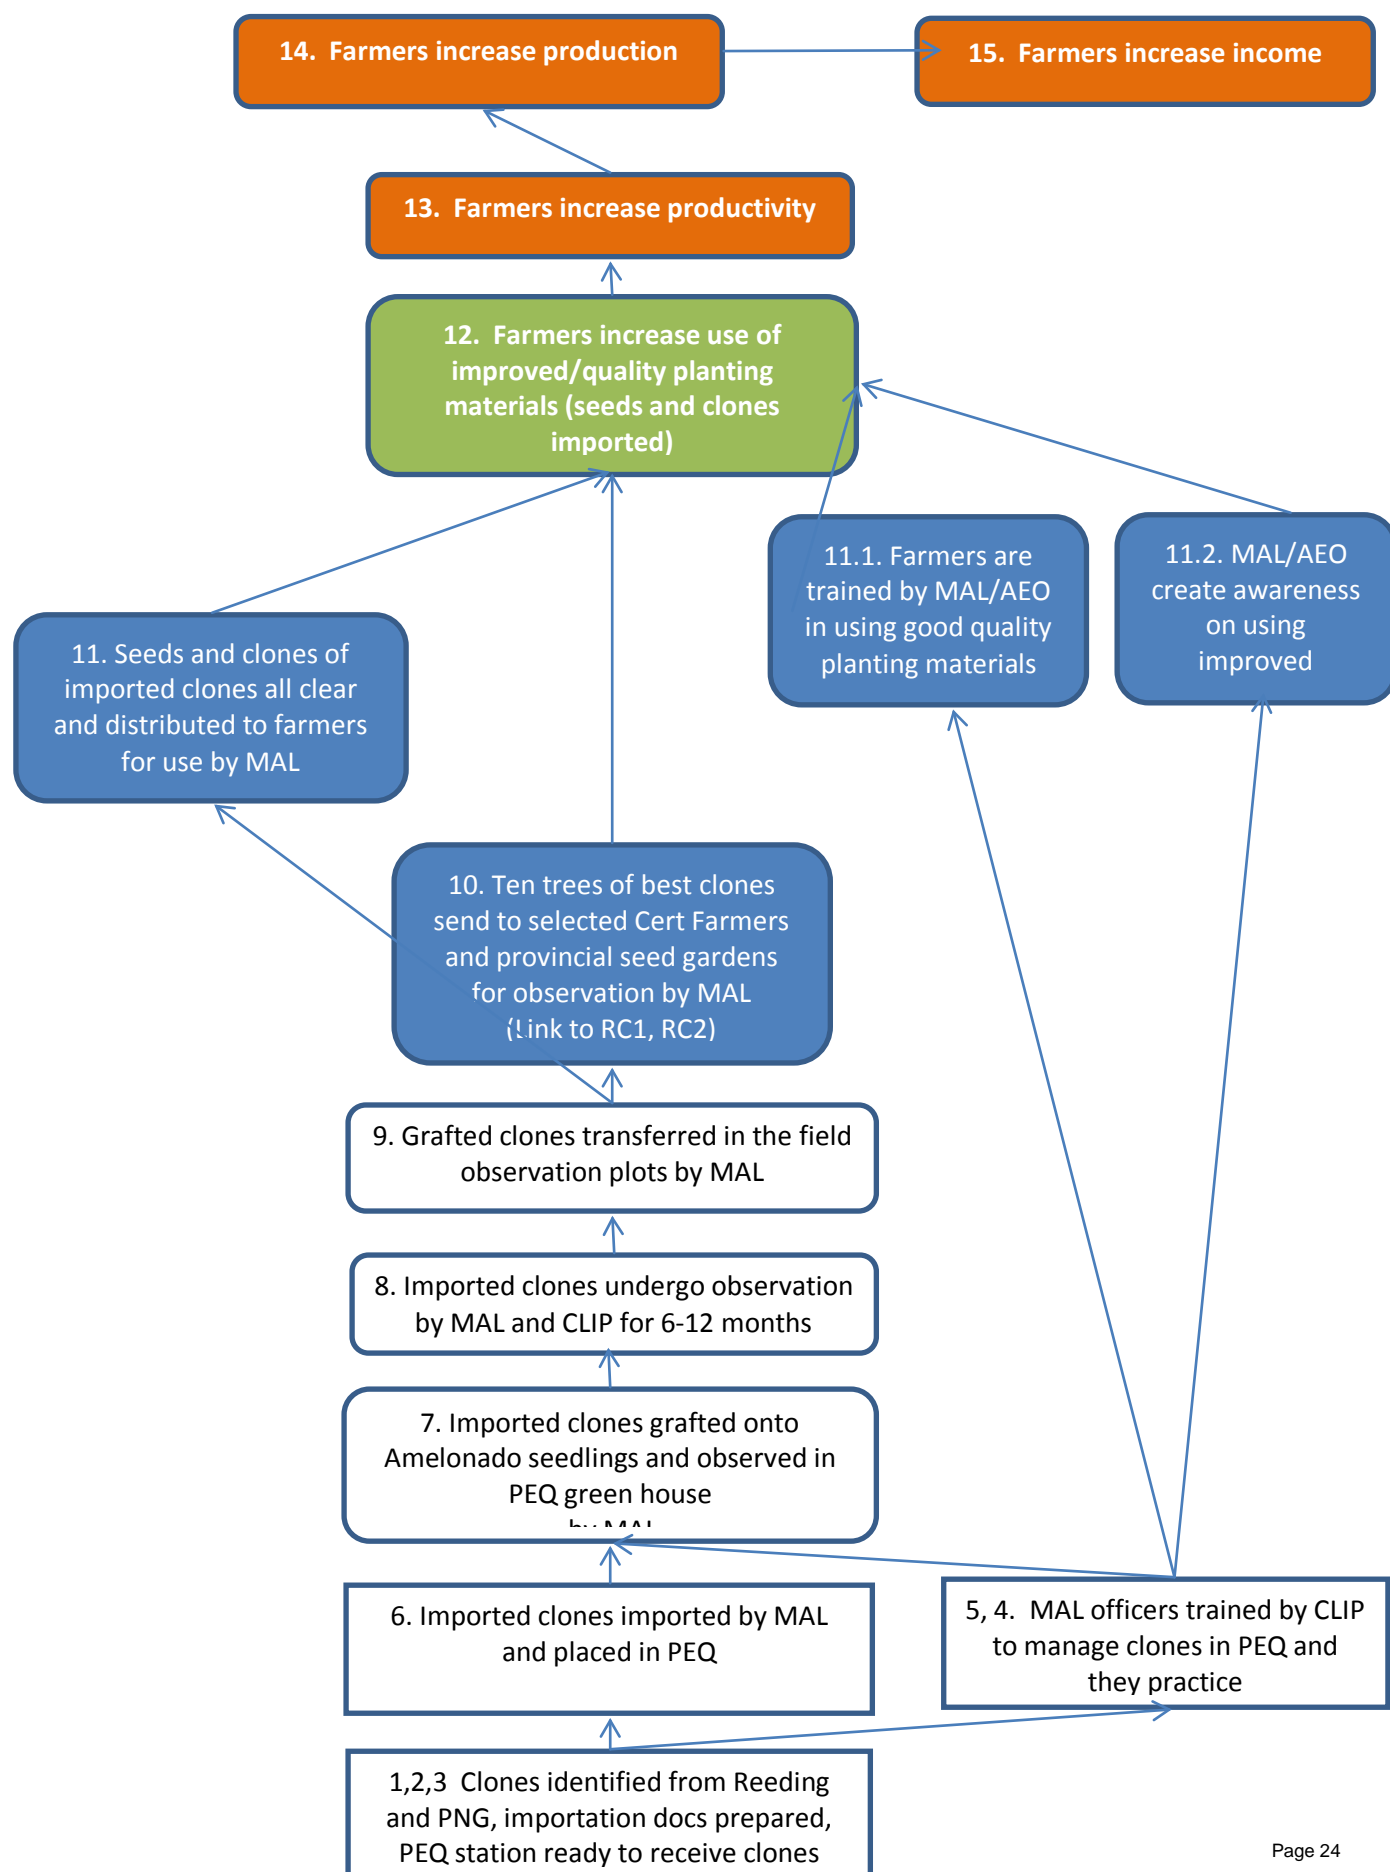 14.  Farmers increase production
15.  Farmers increase income
13.  Farmers increase productivity
12.  Farmers increase use of
improved/quality planting
materials (seeds and clones
imported)
11.1. Farmers are
trained by MAL/AEO
in using good quality
planting materials
11.2. MAL/AEO
create awareness
on using
improved
11. Seeds and clones of
imported clones all clear
and distributed to farmers
for use by MAL
10. Ten trees of best clones
send to selected Cert Farmers
and provincial seed gardens
for observation by MAL
(Link to RC1, RC2)
9. Grafted clones transferred in the field
observation plots by MAL
8. Imported clones undergo observation
by MAL and CLIP for 6-12 months
7. Imported clones grafted onto
Amelonado seedlings and observed in
PEQ green house
by MAL
6. Imported clones imported by MAL
and placed in PEQ
5, 4.  MAL officers trained by CLIP
to manage clones in PEQ and
they practice
1,2,3  Clones identified from Reeding
and PNG, importation docs prepared,
PEQ station ready to receive clones
Page 24